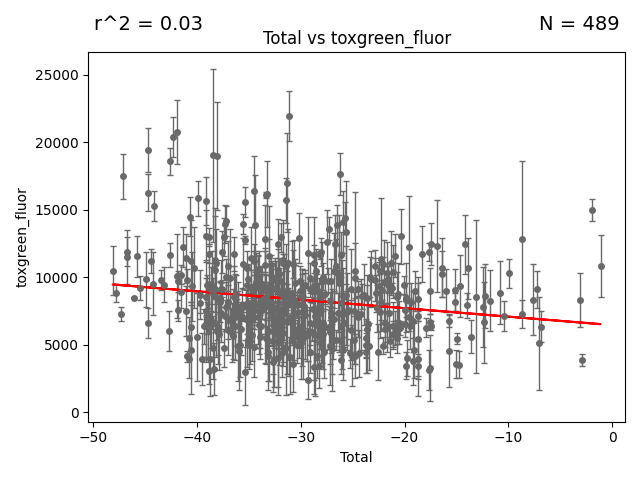 r^2 = 0.03
N = 489
Total vs toxgreen_fluor
25000
20000
15000
10000
5000
0
toxgreen_fluor
−50
−40
−30
−20
−10
0
Total